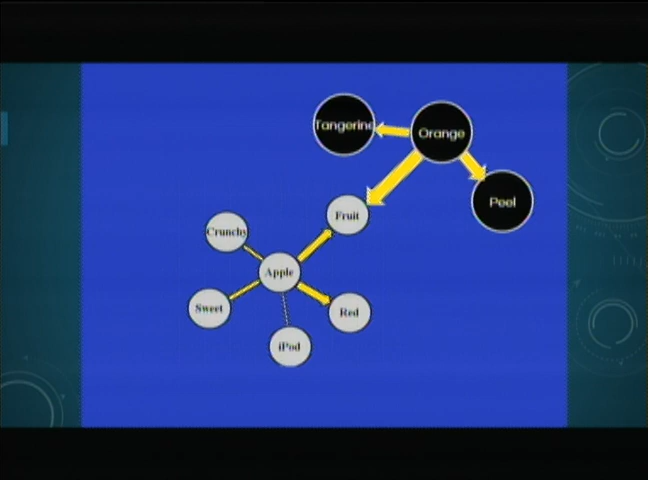 Tangerine
Orange
Peel
Fruit
Crunchy
Apple
Sweet
Red
iPod